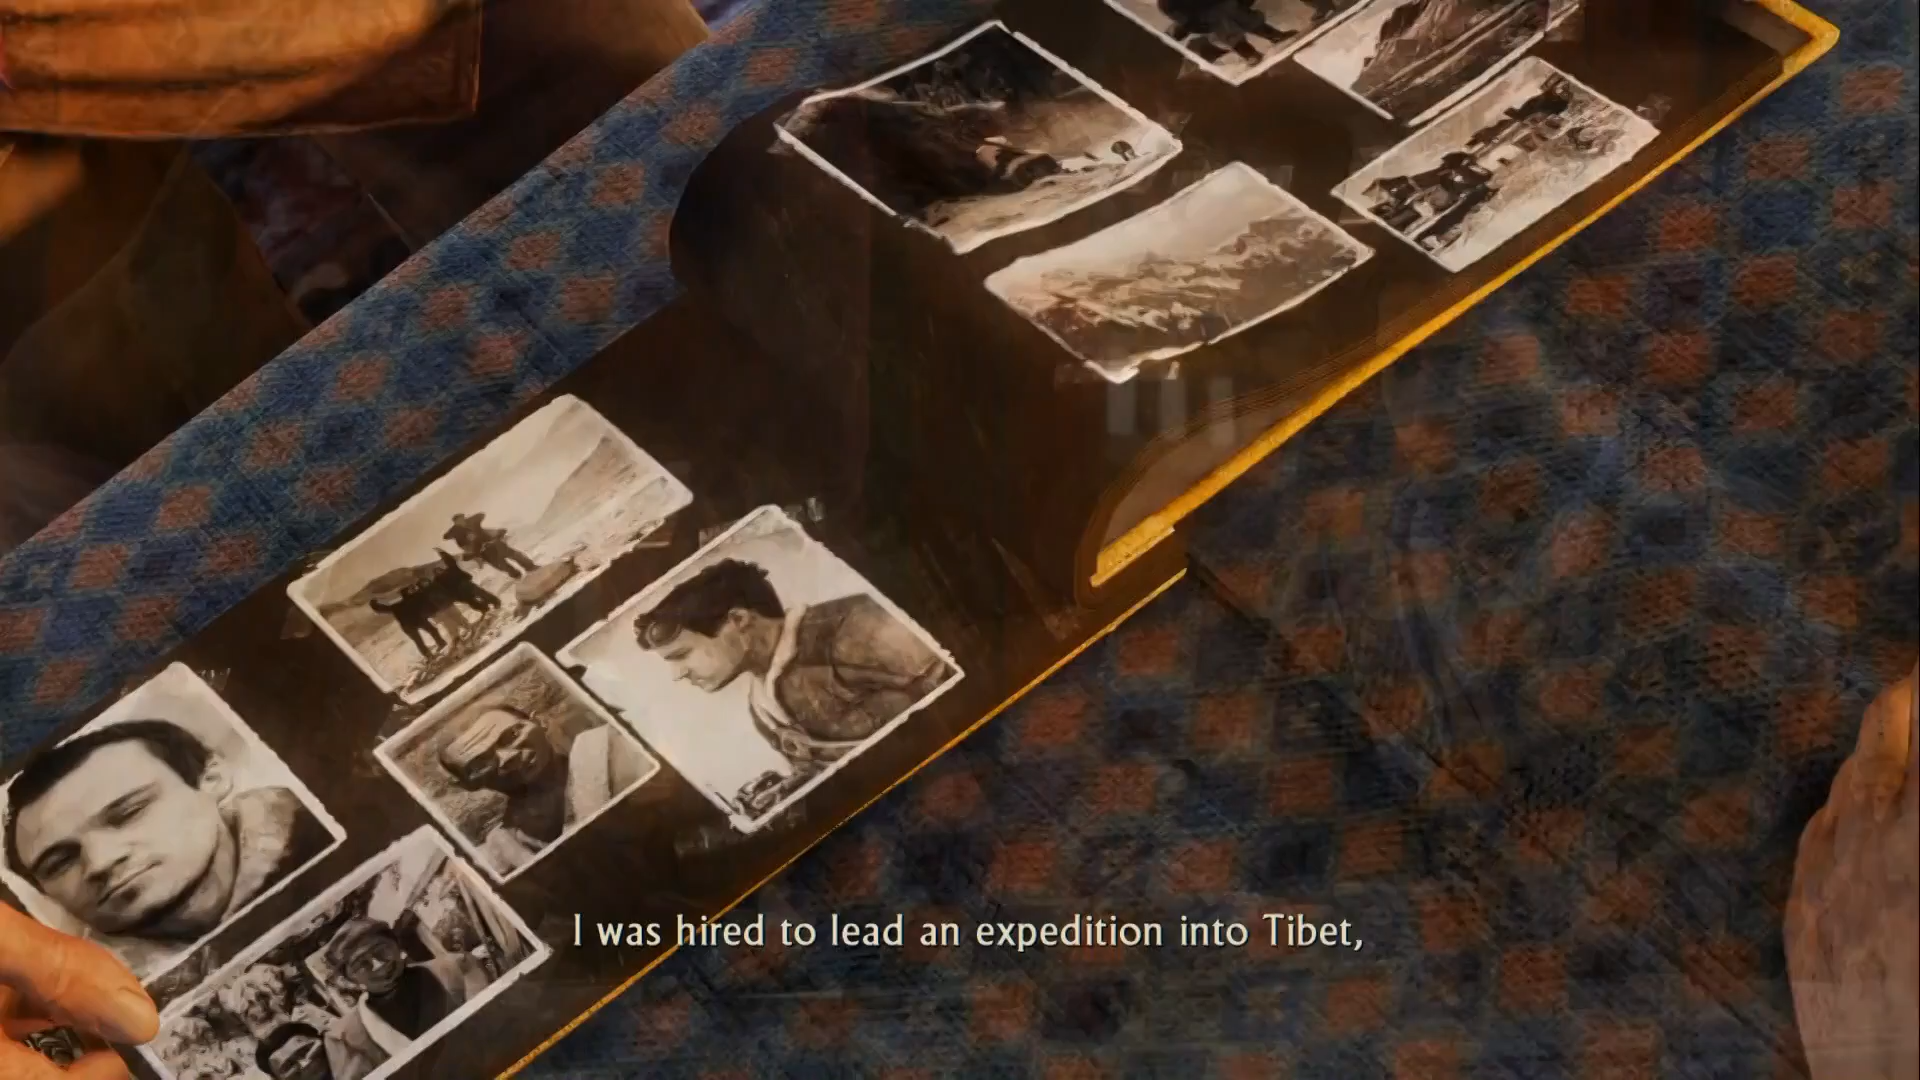 I was hired to lead an expedition into Tibet,